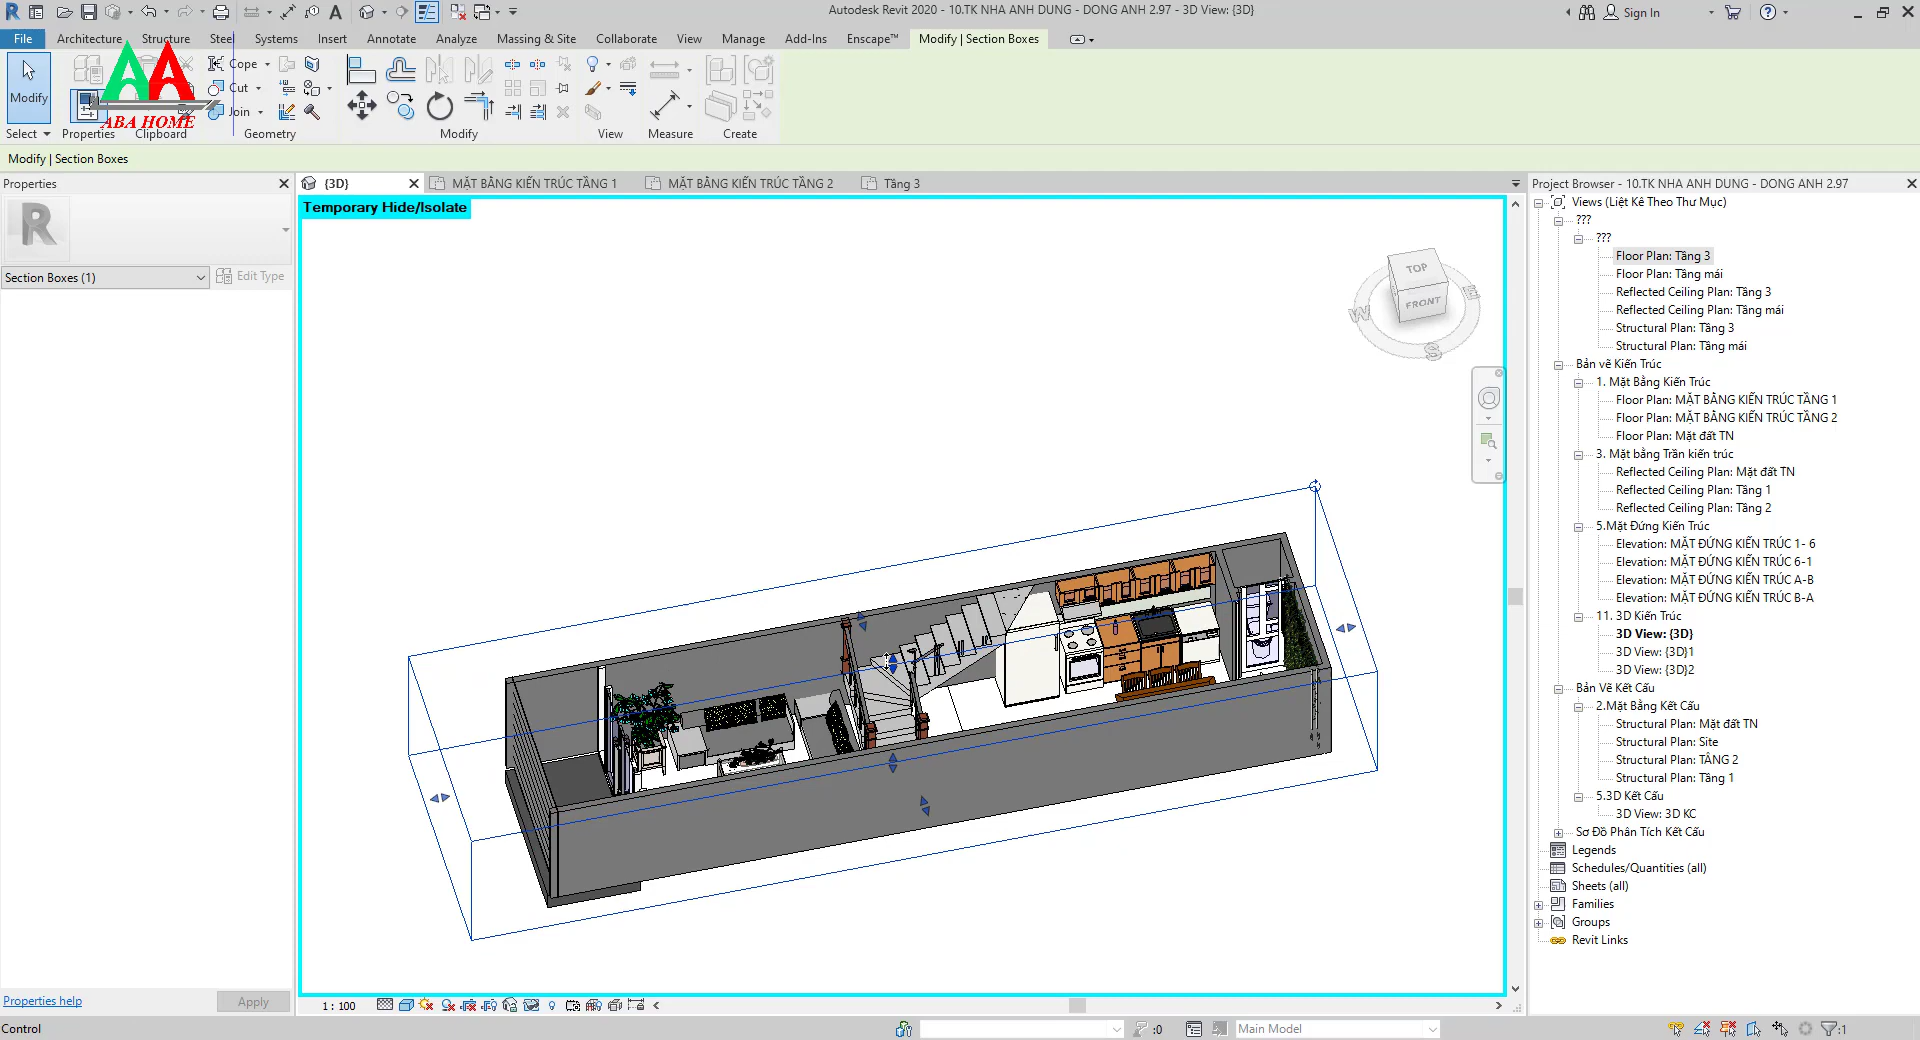 Autodesk Revit 2020 - 10.TK NHA ANH DUNG - DONG ANH 2.97 - 3D View: {3D}
Sign In
File Architecture Structure Steel Systems Insert Annotate Analyze Massing & Site Collaborate View Manage Add-Ins Enscape™ Modify | Section Boxes
Modify
Cope
Cut
Join
ABA HOME
Select Properties Clipboard Geometry Modify View Measure Create
Modify | Section Boxes
Properties
Section Boxes (1)
Edit Type
Properties help
Apply
{3D}
MẶT BẰNG KIẾN TRÚC TẦNG 1
MẶT BẰNG KIẾN TRÚC TẦNG 2
Tầng 3
Temporary Hide/Isolate
TOP
FRONT
W
S
E
1 : 100
Project Browser - 10.TK NHA ANH DUNG - DONG ANH 2.97
Views (Liệt Kê Theo Thư Mục)
???
???
Floor Plan: Tầng 3
Floor Plan: Tầng mái
Reflected Ceiling Plan: Tầng 3
Reflected Ceiling Plan: Tầng mái
Structural Plan: Tầng 3
Structural Plan: Tầng mái
Bản vẽ Kiến Trúc
1. Mặt Bằng Kiến Trúc
Floor Plan: MẶT BẰNG KIẾN TRÚC TẦNG 1
Floor Plan: MẶT BẰNG KIẾN TRÚC TẦNG 2
Floor Plan: Mặt đất TN
3. Mặt bằng Trần kiến trúc
Reflected Ceiling Plan: Mặt đất TN
Reflected Ceiling Plan: Tầng 1
Reflected Ceiling Plan: Tầng 2
5.Mặt Đứng Kiến Trúc
Elevation: MẶT ĐỨNG KIẾN TRÚC 1- 6
Elevation: MẶT ĐỨNG KIẾN TRÚC 6-1
Elevation: MẶT ĐỨNG KIẾN TRÚC A-B
Elevation: MẶT ĐỨNG KIẾN TRÚC B-A
11. 3D Kiến Trúc
3D View: {3D}
3D View: {3D}1
3D View: {3D}2
Bản Vẽ Kết Cấu
2.Mặt Bằng Kết Cấu
Structural Plan: Mặt đất TN
Structural Plan: Site
Structural Plan: TẦNG 2
Structural Plan: Tầng 1
5.3D Kết Cấu
3D View: 3D KC
Sơ Đồ Phân Tích Kết Cấu
Legends
Schedules/Quantities (all)
Sheets (all)
Families
Groups
Revit Links
Control
:0
Main Model
:1